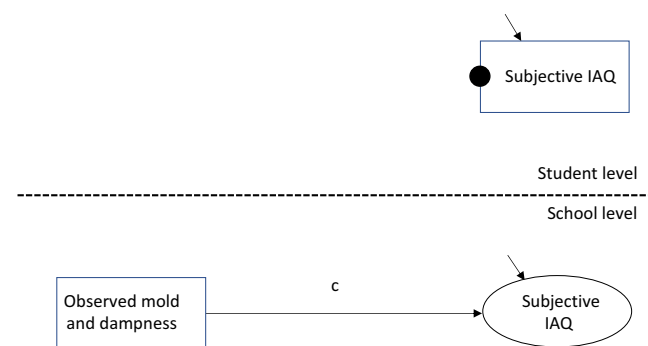 Subjective IAQ
Student level
School level
c
Observed mold
and dampness
Subjective
IAQ